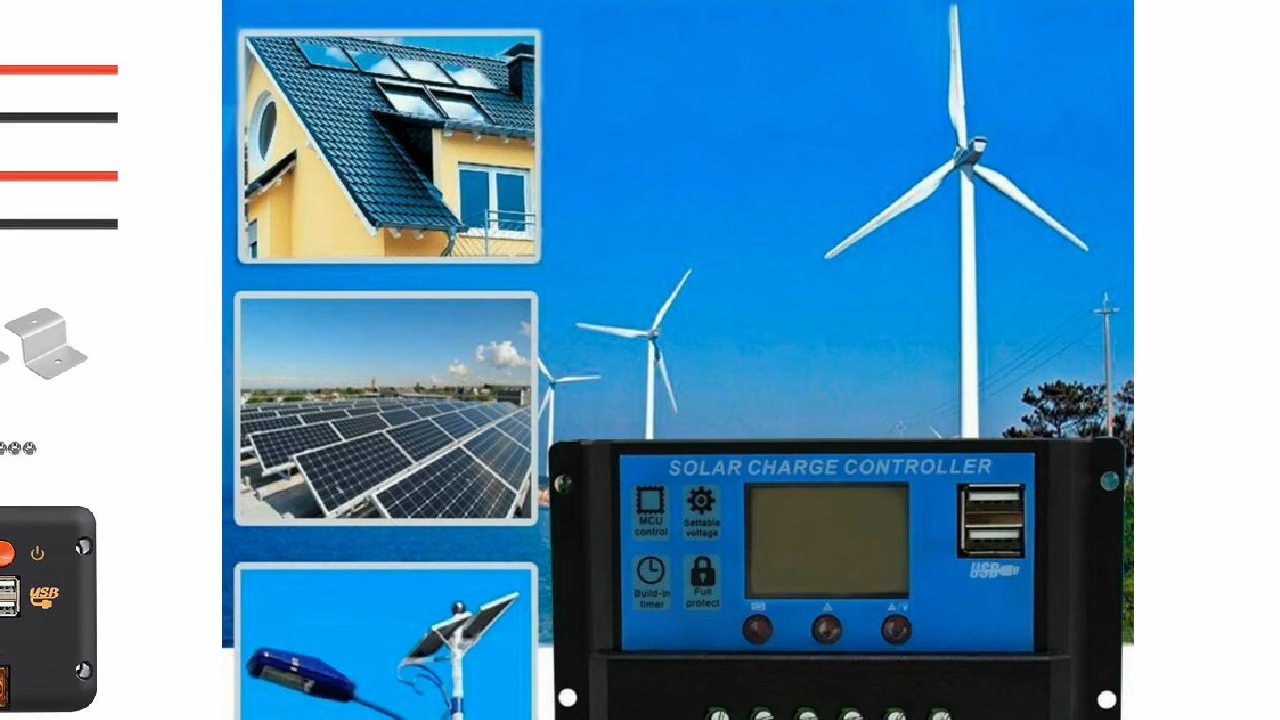 USB
SOLAR CHARGE CONTROLLER
MCU
control
Settable
voltage
Build-in
timer
Full
protect
USB